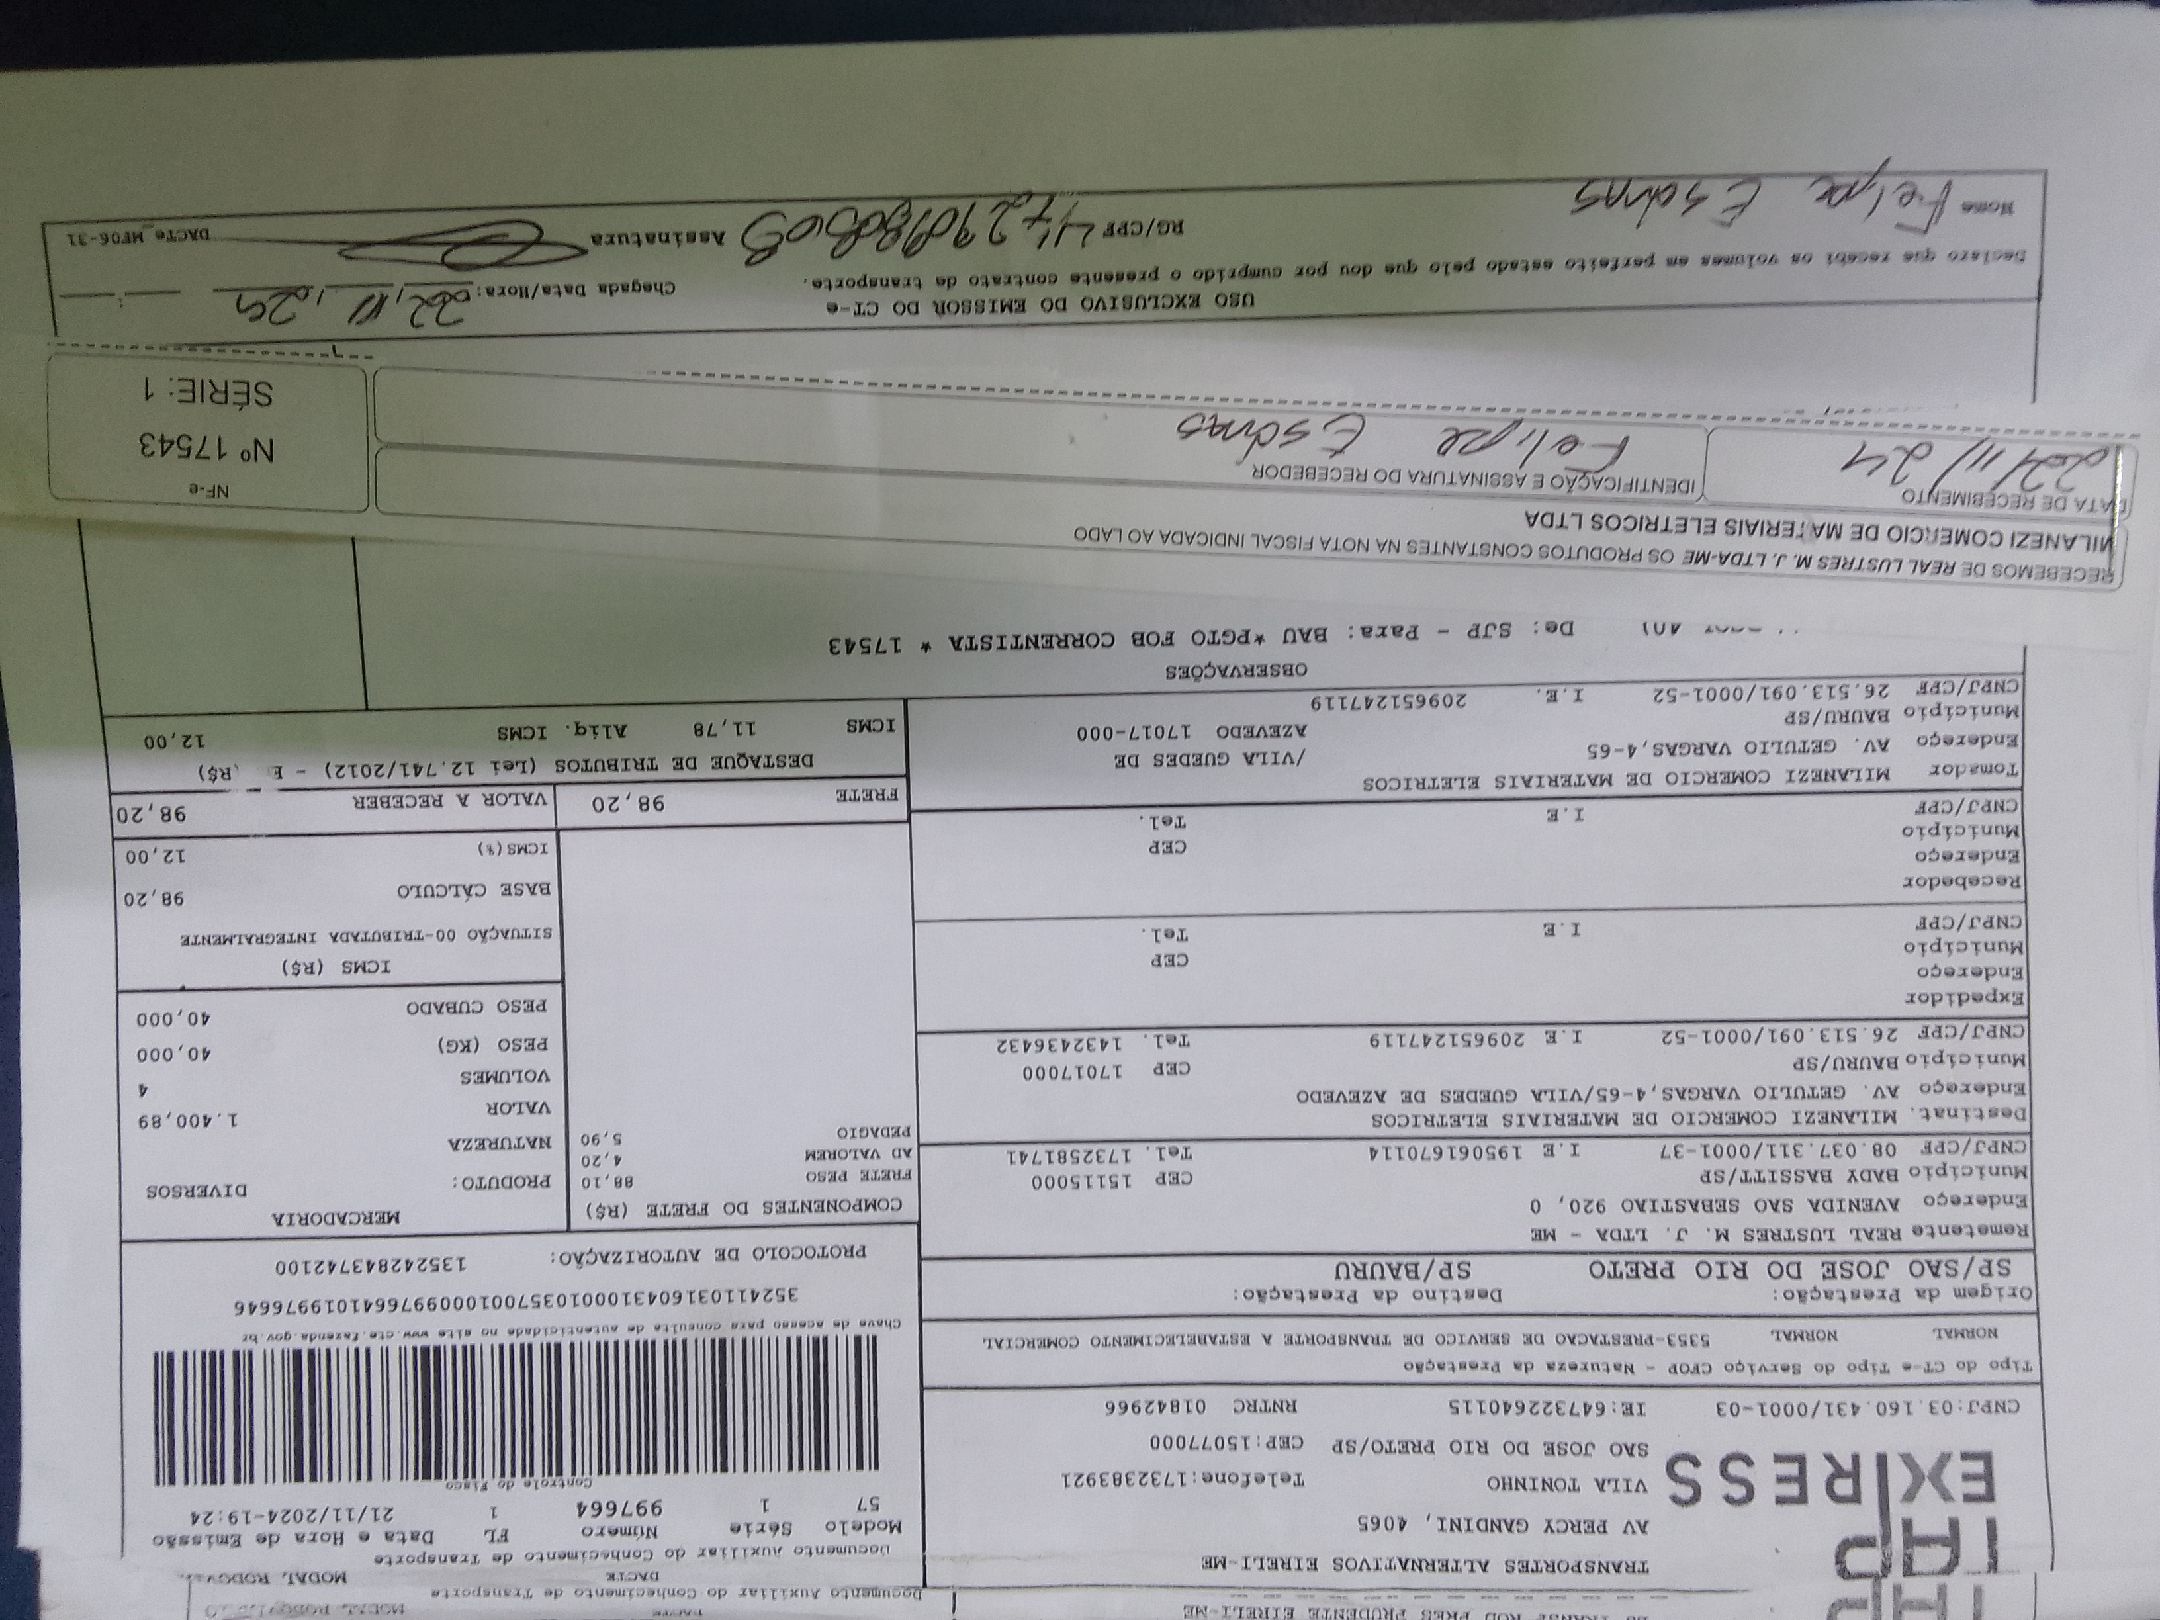 DACTE
MODAL RODOV
Documento Auxiliar do Conhecimento de Transporte
TAP
EXPRESS
TRANSPORTES ALTERNATIVOS EIRELI-ME
AV PERCY GANDINI, 4065
VILA TONINHO Telefone:1732383921
SAO JOSE DO RIO PRETO/SP CEP:15077000
CNPJ:03.160.431/0001-03 IE:647322640115 RNTRC 01842966
Documento Auxiliar do Conhecimento de Transporte
Modelo Série Número FL Data e Hora de Emissão
57 1 997664 1 21/11/2024-19:24
Controle do Fisco
Chave de acesso para consulta de autenticidade no site www.cte.fazenda.gov.br
35241103160431000103570010009976641019976646
PROTOCOLO DE AUTORIZAÇÃO: 135242843742100
Tipo do CT-e Tipo do Serviço CFOP - Natureza da Prestação
NORMAL NORMAL 5353-PRESTACAO DE SERVICO DE TRANSPORTE A ESTABELECIMENTO COMERCIAL
Origem da Prestação: Destino da Prestação:
SP/SAO JOSE DO RIO PRETO SP/BAURU
Remetente REAL LUSTRES M. J. LTDA - ME
Endereço AVENIDA SAO SEBASTIAO 920, 0
Município BADY BASSITT/SP CEP 15115000
CNPJ/CPF 08.037.311/0001-37 I.E 195061670114 Tel. 1732581741
Destinat. MILANEZI COMERCIO DE MATERIAIS ELETRICOS
Endereço AV. GETULIO VARGAS,4-65/VILA GUEDES DE AZEVEDO
Município BAURU/SP CEP 17017000
CNPJ/CPF 26.513.091/0001-52 I.E 209651247119 Tel. 1432436432
Expedidor
Endereço
Município CEP
CNPJ/CPF I.E Tel.
Recebedor
Endereço
Município CEP
CNPJ/CPF I.E Tel.
Tomador MILANEZI COMERCIO DE MATERIAIS ELETRICOS
Endereço AV. GETULIO VARGAS,4-65 /VILA GUEDES DE
Município BAURU/SP AZEVEDO 17017-000
CNPJ/CPF 26.513.091/0001-52 I.E. 209651247119
COMPONENTES DO FRETE (R$)
FRETE PESO 88,10
AD VALOREM 4,20
PEDAGIO 5,90
MERCADORIA
PRODUTO: DIVERSOS
NATUREZA
VALOR 1.400,89
VOLUMES 4
PESO (KG) 40,000
PESO CUBADO 40,000
ICMS (R$)
SITUAÇÃO 00-TRIBUTADA INTEGRALMENTE
BASE CÁLCULO 98,20
ICMS(%) 12,00
FRETE 98,20 VALOR A RECEBER 98,20
DESTAQUE DE TRIBUTOS (Lei 12.741/2012) - E R$)
ICMS 11,78 Aliq. ICMS 12,00
OBSERVAÇÕES
De: SJP - Para: BAU *PGTO FOB CORRENTISTA * 17543
RECEBEMOS DE REAL LUSTRES M. J. LTDA-ME OS PRODUTOS CONSTANTES NA NOTA FISCAL INDICADA AO LADO
MILANEZI COMERCIO DE MATERIAIS ELETRICOS LTDA
DATA DE RECEBIMENTO
22/11/24
IDENTIFICAÇÃO E ASSINATURA DO RECEBEDOR
Felipe Esdras
NF-e
Nº 17543
SÉRIE: 1
USO EXCLUSIVO DO EMISSOR DO CT-e
Declaro que recebi os volumes em perfeito estado pelo que dou por cumprido o presente contrato de transporte.
Chegada Data/Hora: 22, 11, 24
Nome Felipe Esdras
RG/CPF
Assinatura
DACTe_MF06-31